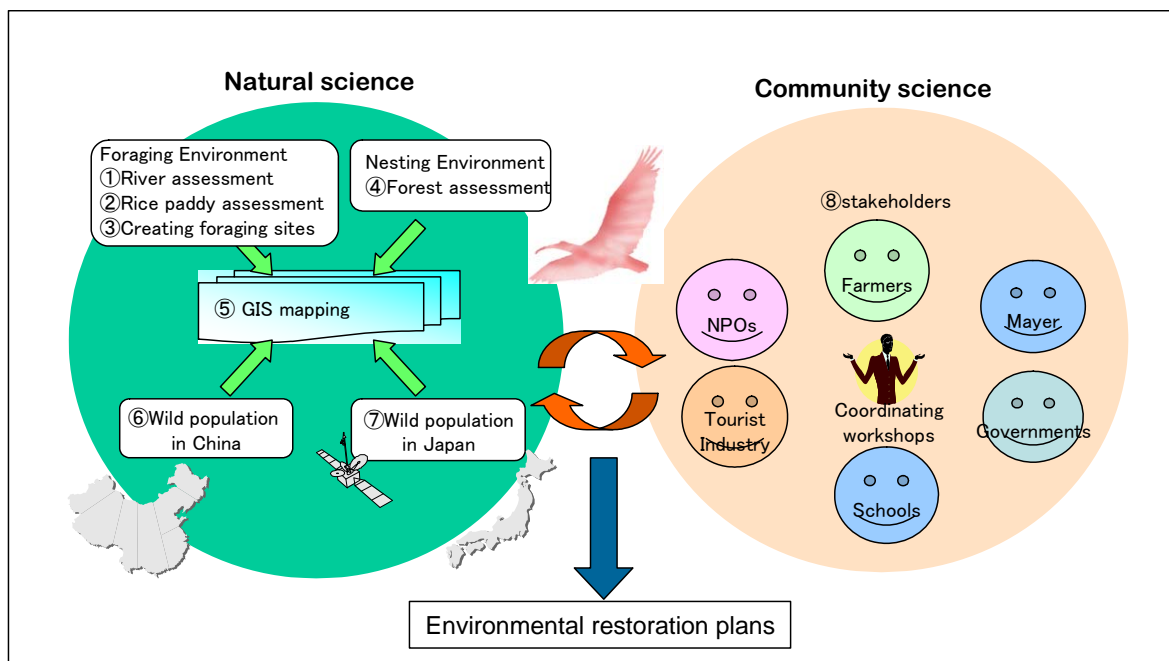 Natural science
Community science
Foraging Environment
①River assessment
②Rice paddy assessment
③Creating foraging sites
Nesting Environment
④Forest assessment
⑤ GIS mapping
⑥Wild population
in China
⑦Wild population
in Japan
⑧stakeholders
Farmers
NPOs
Mayer
Tourist
Industry
Coordinating
workshops
Governments
Schools
Environmental restoration plans